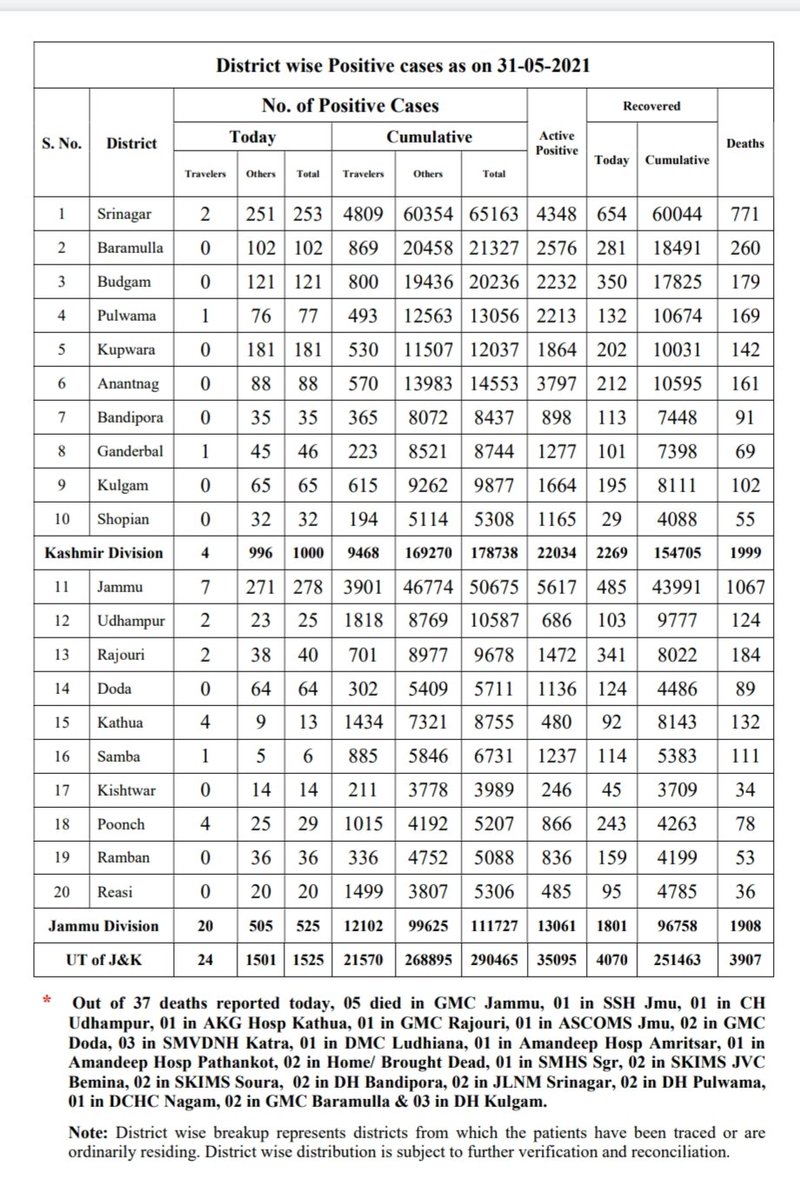 District wise Positive cases as on 31-05-2021
S. No. District No. of Positive Cases Active Positive Recovered Deaths
Today Cumulative Today Cumulative
Travelers Others Total Travelers Others Total
1 Srinagar 2 251 253 4809 60354 65163 4348 654 60044 771
2 Baramulla 0 102 102 869 20458 21327 2576 281 18491 260
3 Budgam 0 121 121 800 19436 20236 2232 350 17825 179
4 Pulwama 1 76 77 493 12563 13056 2213 132 10674 169
5 Kupwara 0 181 181 530 11507 12037 1864 202 10031 142
6 Anantnag 0 88 88 570 13983 14553 3797 212 10595 161
7 Bandipora 0 35 35 365 8072 8437 898 113 7448 91
8 Ganderbal 1 45 46 223 8521 8744 1277 101 7398 69
9 Kulgam 0 65 65 615 9262 9877 1664 195 8111 102
10 Shopian 0 32 32 194 5114 5308 1165 29 4088 55
Kashmir Division 4 996 1000 9468 169270 178738 22034 2269 154705 1999
11 Jammu 7 271 278 3901 46774 50675 5617 485 43991 1067
12 Udhampur 2 23 25 1818 8769 10587 686 103 9777 124
13 Rajouri 2 38 40 701 8977 9678 1472 341 8022 184
14 Doda 0 64 64 302 5409 5711 1136 124 4486 89
15 Kathua 4 9 13 1434 7321 8755 480 92 8143 132
16 Samba 1 5 6 885 5846 6731 1237 114 5383 111
17 Kishtwar 0 14 14 211 3778 3989 246 45 3709 34
18 Poonch 4 25 29 1015 4192 5207 866 243 4263 78
19 Ramban 0 36 36 336 4752 5088 836 159 4199 53
20 Reasi 0 20 20 1499 3807 5306 485 95 4785 36
Jammu Division 20 505 525 12102 99625 111727 13061 1801 96758 1908
UT of J&K 24 1501 1525 21570 268895 290465 35095 4070 251463 3907
* Out of 37 deaths reported today, 05 died in GMC Jammu, 01 in SSH Jmu, 01 in CH
Udhampur, 01 in AKG Hosp Kathua, 01 in GMC Rajouri, 01 in ASCOMS Jmu, 02 in GMC
Doda, 03 in SMVDNH Katra, 01 in DMC Ludhiana, 01 in Amandeep Hosp Amritsar, 01 in
Amandeep Hosp Pathankot, 02 in Home/ Brought Dead, 01 in SMHS Sgr, 02 in SKIMS JVC
Bemina, 02 in SKIMS Soura, 02 in DH Bandipora, 02 in JLNM Srinagar, 02 in DH Pulwama,
01 in DCHC Nagam, 02 in GMC Baramulla & 03 in DH Kulgam.
Note: District wise breakup represents districts from which the patients have been traced or are
ordinarily residing. District wise distribution is subject to further verification and reconciliation.